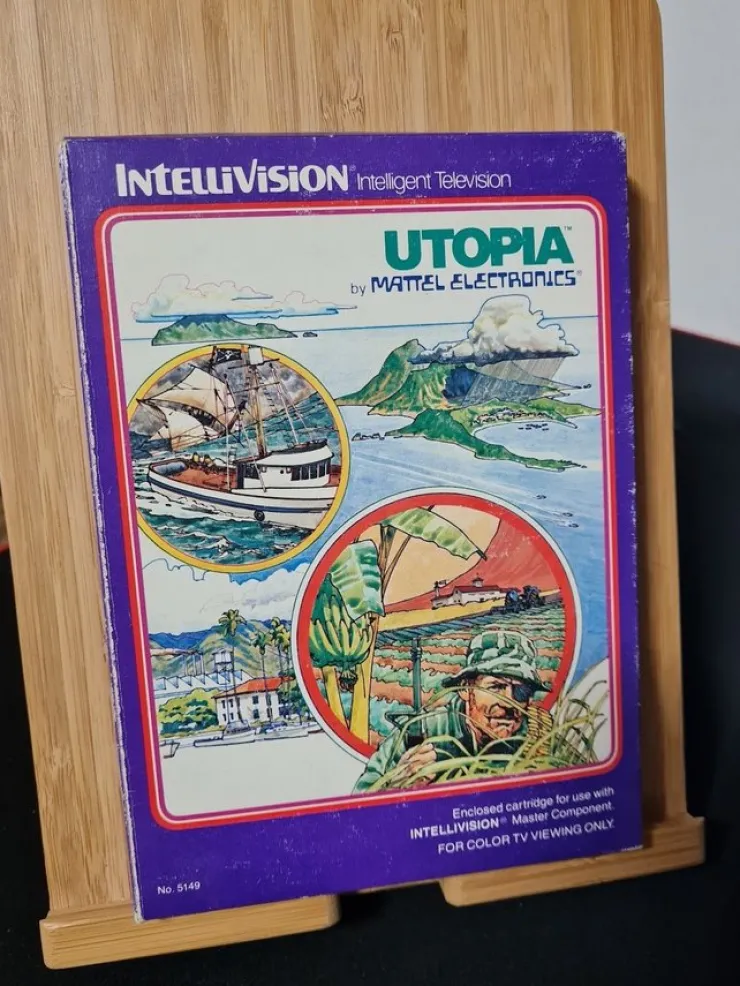 INTELLIVISION® Intelligent Television
UTOPIA™
by MATTEL ELECTRONICS®
Enclosed cartridge for use with
INTELLIVISION® Master Component.
FOR COLOR TV VIEWING ONLY.
No. 5149